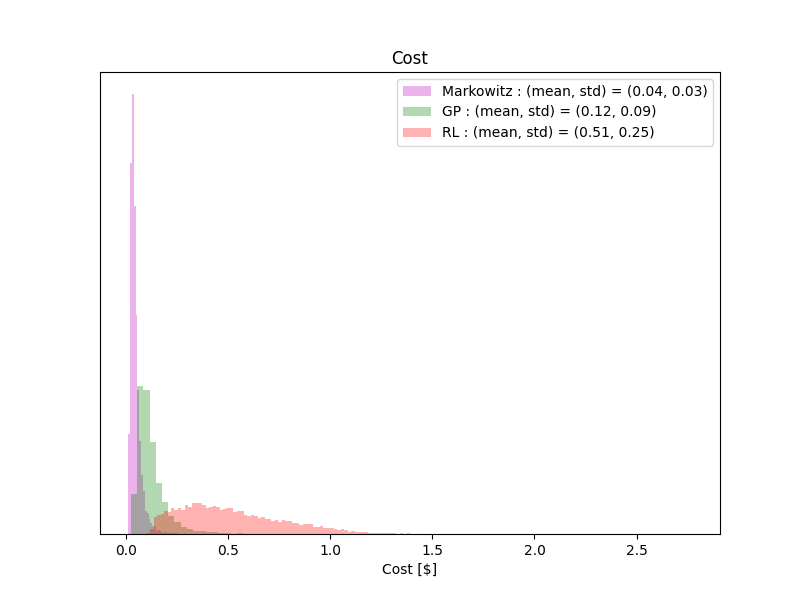 Cost
Markowitz : (mean, std) = (0.04, 0.03)
GP : (mean, std) = (0.12, 0.09)
RL : (mean, std) = (0.51, 0.25)
0.0 0.5 1.0 1.5 2.0 2.5
Cost [$]